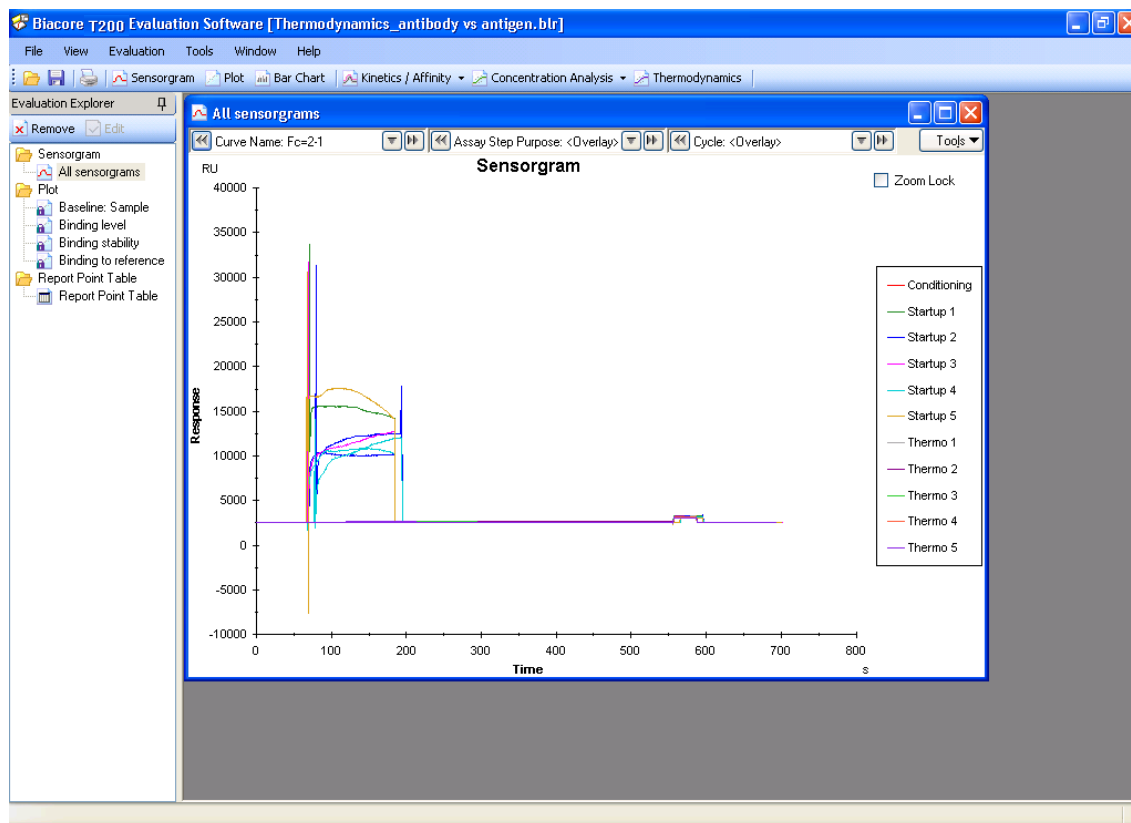 Biacore T200 Evaluation Software [Thermodynamics_antibody vs antigen.blr]
File View Evaluation Tools Window Help
Sensorgram Plot Bar Chart Kinetics / Affinity Concentration Analysis Thermodynamics
Evaluation Explorer
Remove Edit
Sensorgram
All sensorgrams
Plot
Baseline: Sample
Binding level
Binding stability
Binding to reference
Report Point Table
Report Point Table
All sensorgrams
Curve Name: Fc=2-1 Assay Step Purpose: <Overlay> Cycle: <Overlay> Tools
Sensorgram
Zoom Lock
RU
40000
35000
30000
25000
20000
15000
10000
5000
0
-5000
-10000
Response
0 100 200 300 400 500 600 700 800
Time
s
Conditioning
Startup 1
Startup 2
Startup 3
Startup 4
Startup 5
Thermo 1
Thermo 2
Thermo 3
Thermo 4
Thermo 5